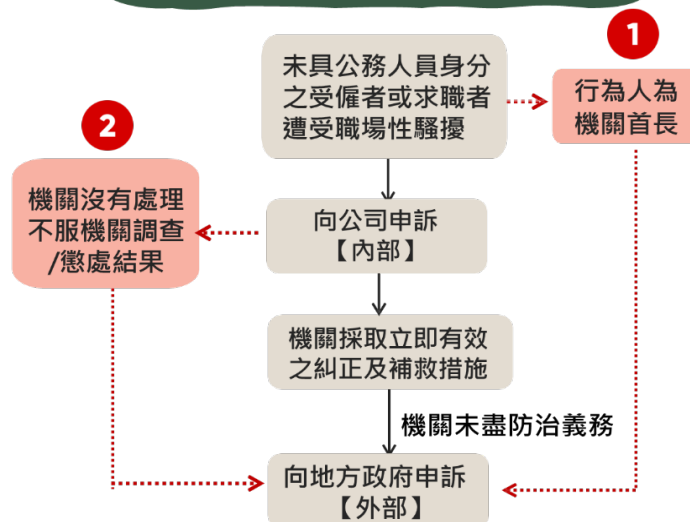 1
未具公務人員身分
之受僱者或求職者
遭受職場性騷擾
行為人為
機關首長
2
機關沒有處理
不服機關調查
/懲處結果
向公司申訴
【內部】
機關採取立即有效
之糾正及補救措施
機關未盡防治義務
向地方政府申訴
【外部】